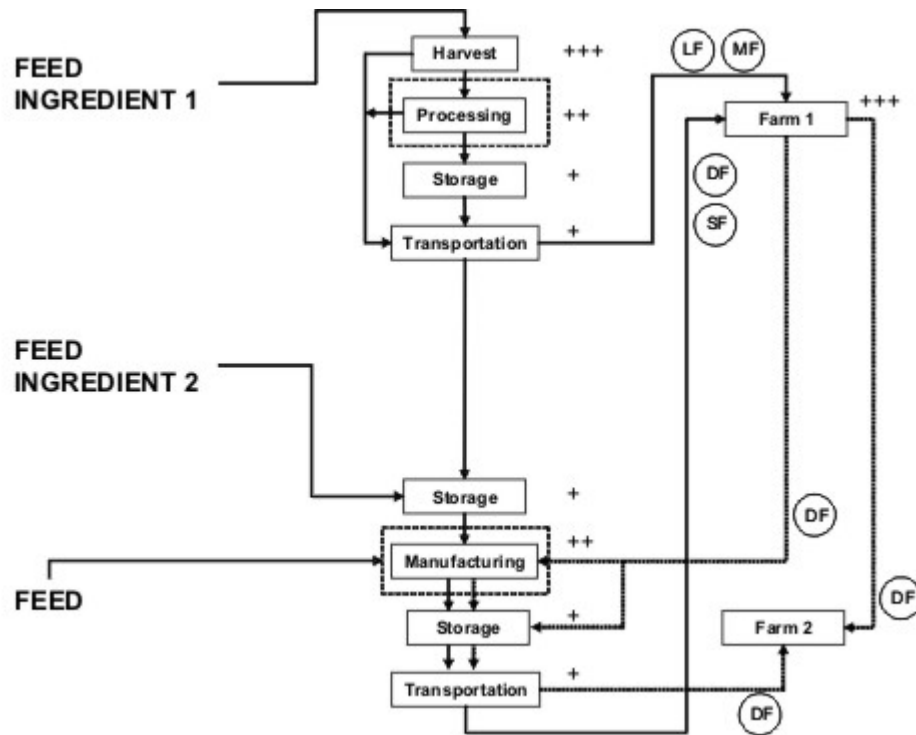 LF MF
Harvest +++
FEED
INGREDIENT 1
+++
Processing ++
Farm 1
Storage +
DF
SF
Transportation +
FEED
INGREDIENT 2
Storage +
DF
Manufacturing ++
FEED
DF
Storage +
Farm 2
Transportation +
DF